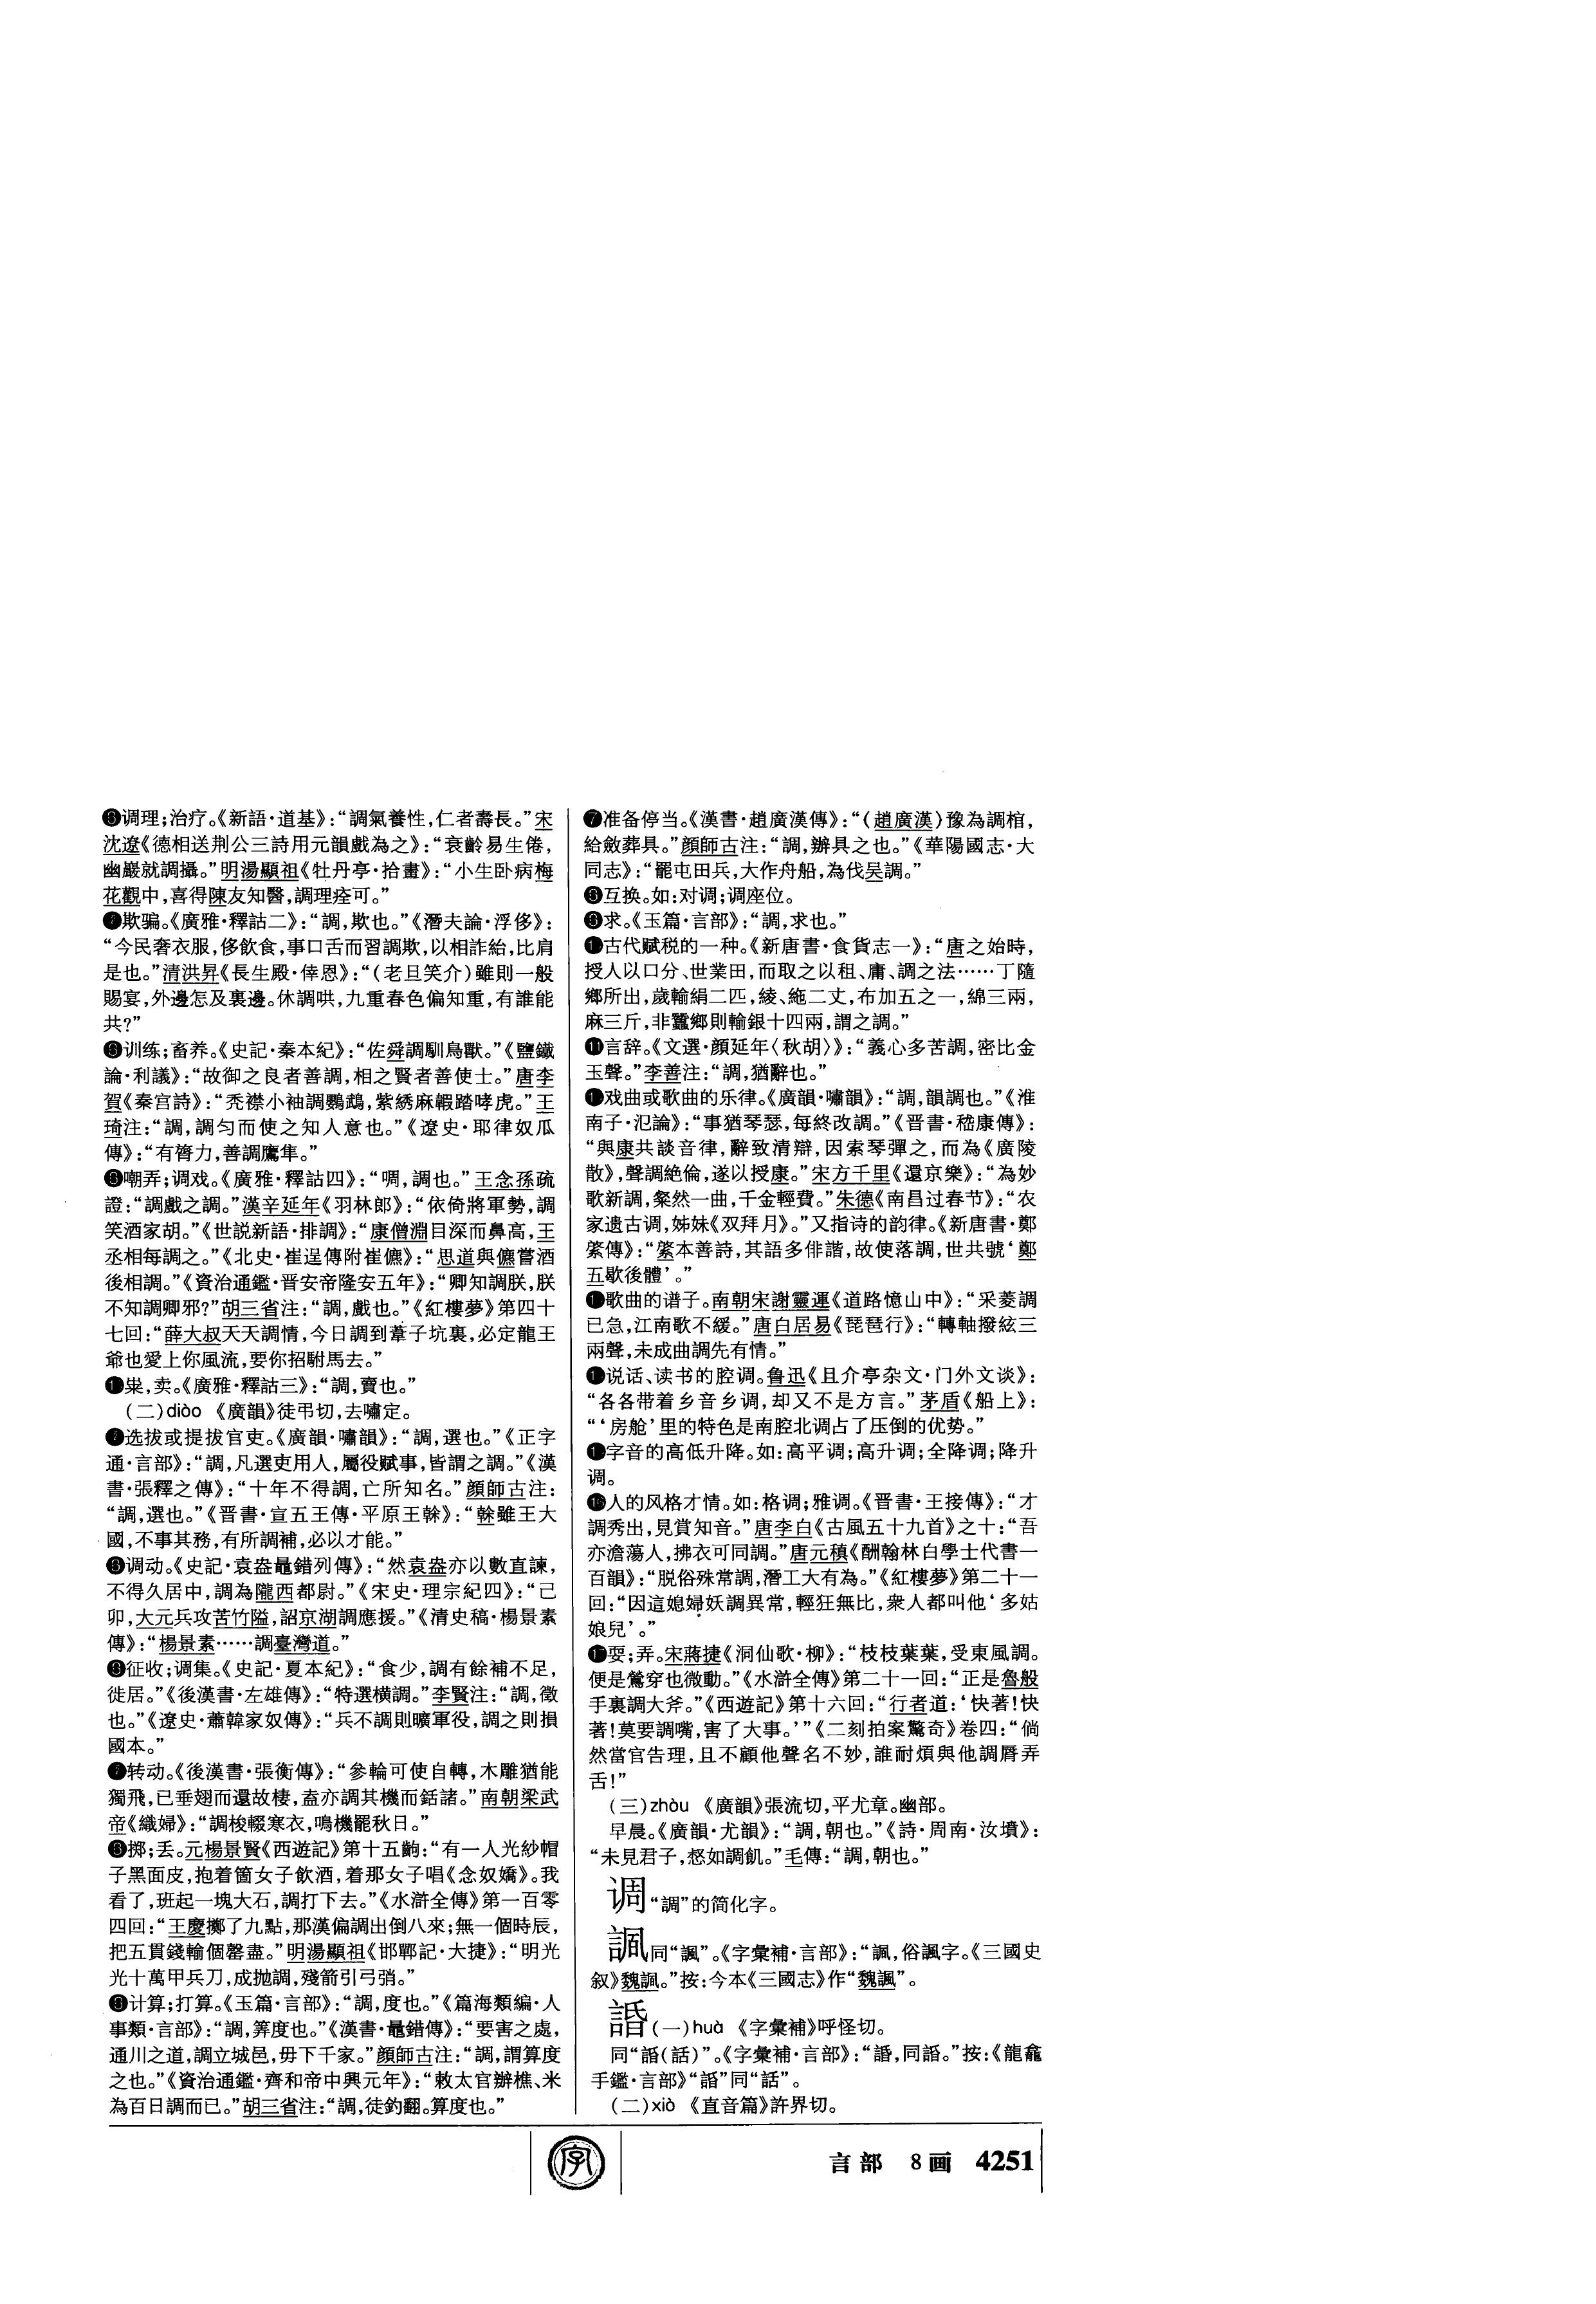 ❻调理;治疗。《新語·道基》:“調氣養性,仁者壽長。”宋
沈遼《德相送荆公三詩用元韻戲為之》:“衰齡易生倦,
幽巖就調攝。”明湯顯祖《牡丹亭·拾畫》:“小生卧病梅
花觀中,喜得陳友知醫,調理痊可。”
❼欺骗。《廣雅·釋詁二》:“調,欺也。”《潛夫論·浮侈》:
“今民奢衣服,侈飲食,事口舌而習調欺,以相詐紿,比肩
是也。”清洪昇《長生殿·倖恩》:“(老旦笑介)雖則一般
賜宴,外邊怎及裏邊。休調哄,九重春色偏知重,有誰能
共?”
❽训练;畜养。《史記·秦本紀》:“佐舜調馴鳥獸。”《鹽鐵
論·利議》:“故御之良者善調,相之賢者善使士。”唐李
賀《秦宫詩》:“秃襟小袖調鸚鵡,紫綉麻䪗踏哮虎。”王
琦注:“調,調匀而使之知人意也。”《遼史·耶律奴瓜
傳》:“有膂力,善調鷹隼。”
❾嘲弄;调戏。《廣雅·釋詁四》:“啁,調也。”王念孫疏
證:“調戲之調。”漢辛延年《羽林郎》:“依倚將軍勢,調
笑酒家胡。”《世説新語·排調》:“康僧淵目深而鼻高,王
丞相每調之。”《北史·崔逞傳附崔儦》:“思道與儦嘗酒
後相調。”《資治通鑑·晋安帝隆安五年》:“卿知調朕,朕
不知調卿邪?”胡三省注:“調,戲也。”《紅樓夢》第四十
七回:“薛大叔天天調情,今日調到葦子坑裏,必定龍王
爺也愛上你風流,要你招駙馬去。”
❿粜,卖。《廣雅·釋詁三》:“調,賣也。”
(二)diào 《廣韻》徒弔切,去嘯定。
❶选拔或提拔官吏。《廣韻·嘯韻》:“調,選也。”《正字
通·言部》:“調,凡選吏用人,屬役赋事,皆謂之調。”《漢
書·張釋之傳》:“十年不得調,亡所知名。”顔師古注:
“調,選也。”《晋書·宣五王傳·平原王榦》:“榦雖王大
國,不事其務,有所調補,必以才能。”
❷调动。《史記·袁盎鼂錯列傳》:“然袁盎亦以數直諫,
不得久居中,調為隴西都尉。”《宋史·理宗紀四》:“己
卯,大元兵攻苦竹隘,詔京湖調應援。”《清史稿·楊景素
傳》:“楊景素……調臺灣道。”
❸征收;调集。《史記·夏本紀》:“食少,調有餘補不足,
徙居。”《後漢書·左雄傳》:“特選横調。”李賢注:“調,徵
也。”《遼史·蕭韓家奴傳》:“兵不調則曠軍役,調之則損
國本。”
❹转动。《後漢書·張衡傳》:“參輪可使自轉,木雕猶能
獨飛,已垂翅而還故棲,盍亦調其機而銛諸。”南朝梁武
帝《織婦》:“調梭輟寒衣,鳴機罷秋日。”
❺掷;丢。元楊景賢《西遊記》第十五齣:“有一人光紗帽
子黑面皮,抱着箇女子飲酒,着那女子唱《念奴嬌》。我
看了,班起一塊大石,調打下去。”《水滸全傳》第一百零
四回:“王慶擲了九點,那漢偏調出倒八來;無一個時辰,
把五貫錢輸個罄盡。”明湯顯祖《邯鄲記·大捷》:“明光
光十萬甲兵刀,成抛調,殘箭引弓弰。”
❻计算;打算。《玉篇·言部》:“調,度也。”《篇海類編·人
事類·言部》:“調,筭度也。”《漢書·鼂錯傳》:“要害之處,
通川之道,調立城邑,毋下千家。”顔師古注:“調,謂算度
之也。”《資治通鑑·齊和帝中興元年》:“敕太官辦樵、米
為百日調而已。”胡三省注:“調,徒釣翻。算度也。”
❼准备停当。《漢書·趙廣漢傳》:“(趙廣漢)豫為調棺,
給斂葬具。”顔師古注:“調,辦具之也。”《華陽國志·大
同志》:“罷屯田兵,大作舟船,為伐吴調。”
❽互换。如:对调;调座位。
❾求。《玉篇·言部》:“調,求也。”
❿古代赋税的一种。《新唐書·食貨志一》:“唐之始時,
授人以口分、世業田,而取之以租、庸、調之法……丁隨
鄉所出,歲輸絹二匹,綾、絁二丈,布加五之一,綿三兩,
麻三斤,非蠶鄉則輸銀十四兩,謂之調。”
⓫言辞。《文選·顔延年〈秋胡〉》:“義心多苦調,密比金
玉聲。”李善注:“調,猶辭也。”
⓬戏曲或歌曲的乐律。《廣韻·嘯韻》:“調,韻調也。”《淮
南子·氾論》:“事猶琴瑟,每終改調。”《晋書·嵇康傳》:
“與康共談音律,辭致清辯,因索琴彈之,而為《廣陵
散》,聲調絶倫,遂以授康。”宋方千里《還京樂》:“為妙
歌新調,粲然一曲,千金輕費。”朱德《南昌过春节》:“农
家遗古调,姊妹《双拜月》。”又指诗的韵律。《新唐書·鄭
綮傳》:“綮本善詩,其語多俳諧,故使落調,世共號‘鄭
五歇後體’。”
⓭歌曲的谱子。南朝宋謝靈運《道路憶山中》:“采菱調
已急,江南歌不緩。”唐白居易《琵琶行》:“轉軸撥絃三
兩聲,未成曲調先有情。”
⓮说话、读书的腔调。鲁迅《且介亭杂文·门外文谈》:
“各各带着乡音乡调,却又不是方言。”茅盾《船上》:
“‘房舱’里的特色是南腔北调占了压倒的优势。”
⓯字音的高低升降。如:高平调;高升调;全降调;降升
调。
⓰人的风格才情。如:格调;雅调。《晋書·王接傳》:“才
調秀出,見賞知音。”唐李白《古風五十九首》之十:“吾
亦澹蕩人,拂衣可同調。”唐元稹《酬翰林白學士代書一
百韻》:“脱俗殊常調,潛工大有為。”《紅樓夢》第二十一
回:“因這媳婦妖調異常,輕狂無比,衆人都叫他‘多姑
娘兒’。”
⓱耍;弄。宋蔣捷《洞仙歌·柳》:“枝枝葉葉,受東風調。
便是鶯穿也微動。”《水滸全傳》第二十一回:“正是魯般
手裏調大斧。”《西遊記》第十六回:“行者道:‘快著!快
著!莫要調嘴,害了大事。’”《二刻拍案驚奇》卷四:“倘
然當官告理,且不顧他聲名不妙,誰耐煩與他調脣弄
舌!”
(三)zhōu 《廣韻》張流切,平尤章。幽部。
早晨。《廣韻·尤韻》:“調,朝也。”《詩·周南·汝墳》:
“未見君子,惄如調飢。”毛傳:“調,朝也。”
调“調”的简化字。
諷同“諷”。《字彙補·言部》:“諷,俗諷字。《三國史
叙》魏諷。”按:今本《三國志》作“魏諷”。
䛰(一)huà 《字彙補》呼怪切。
同“䛡(話)”。《字彙補·言部》:“䛰,同䛡。”按:《龍龕
手鑑·言部》“䛡”同“話”。
(二)xiè 《直音篇》許界切。
字
言部 8画 4251